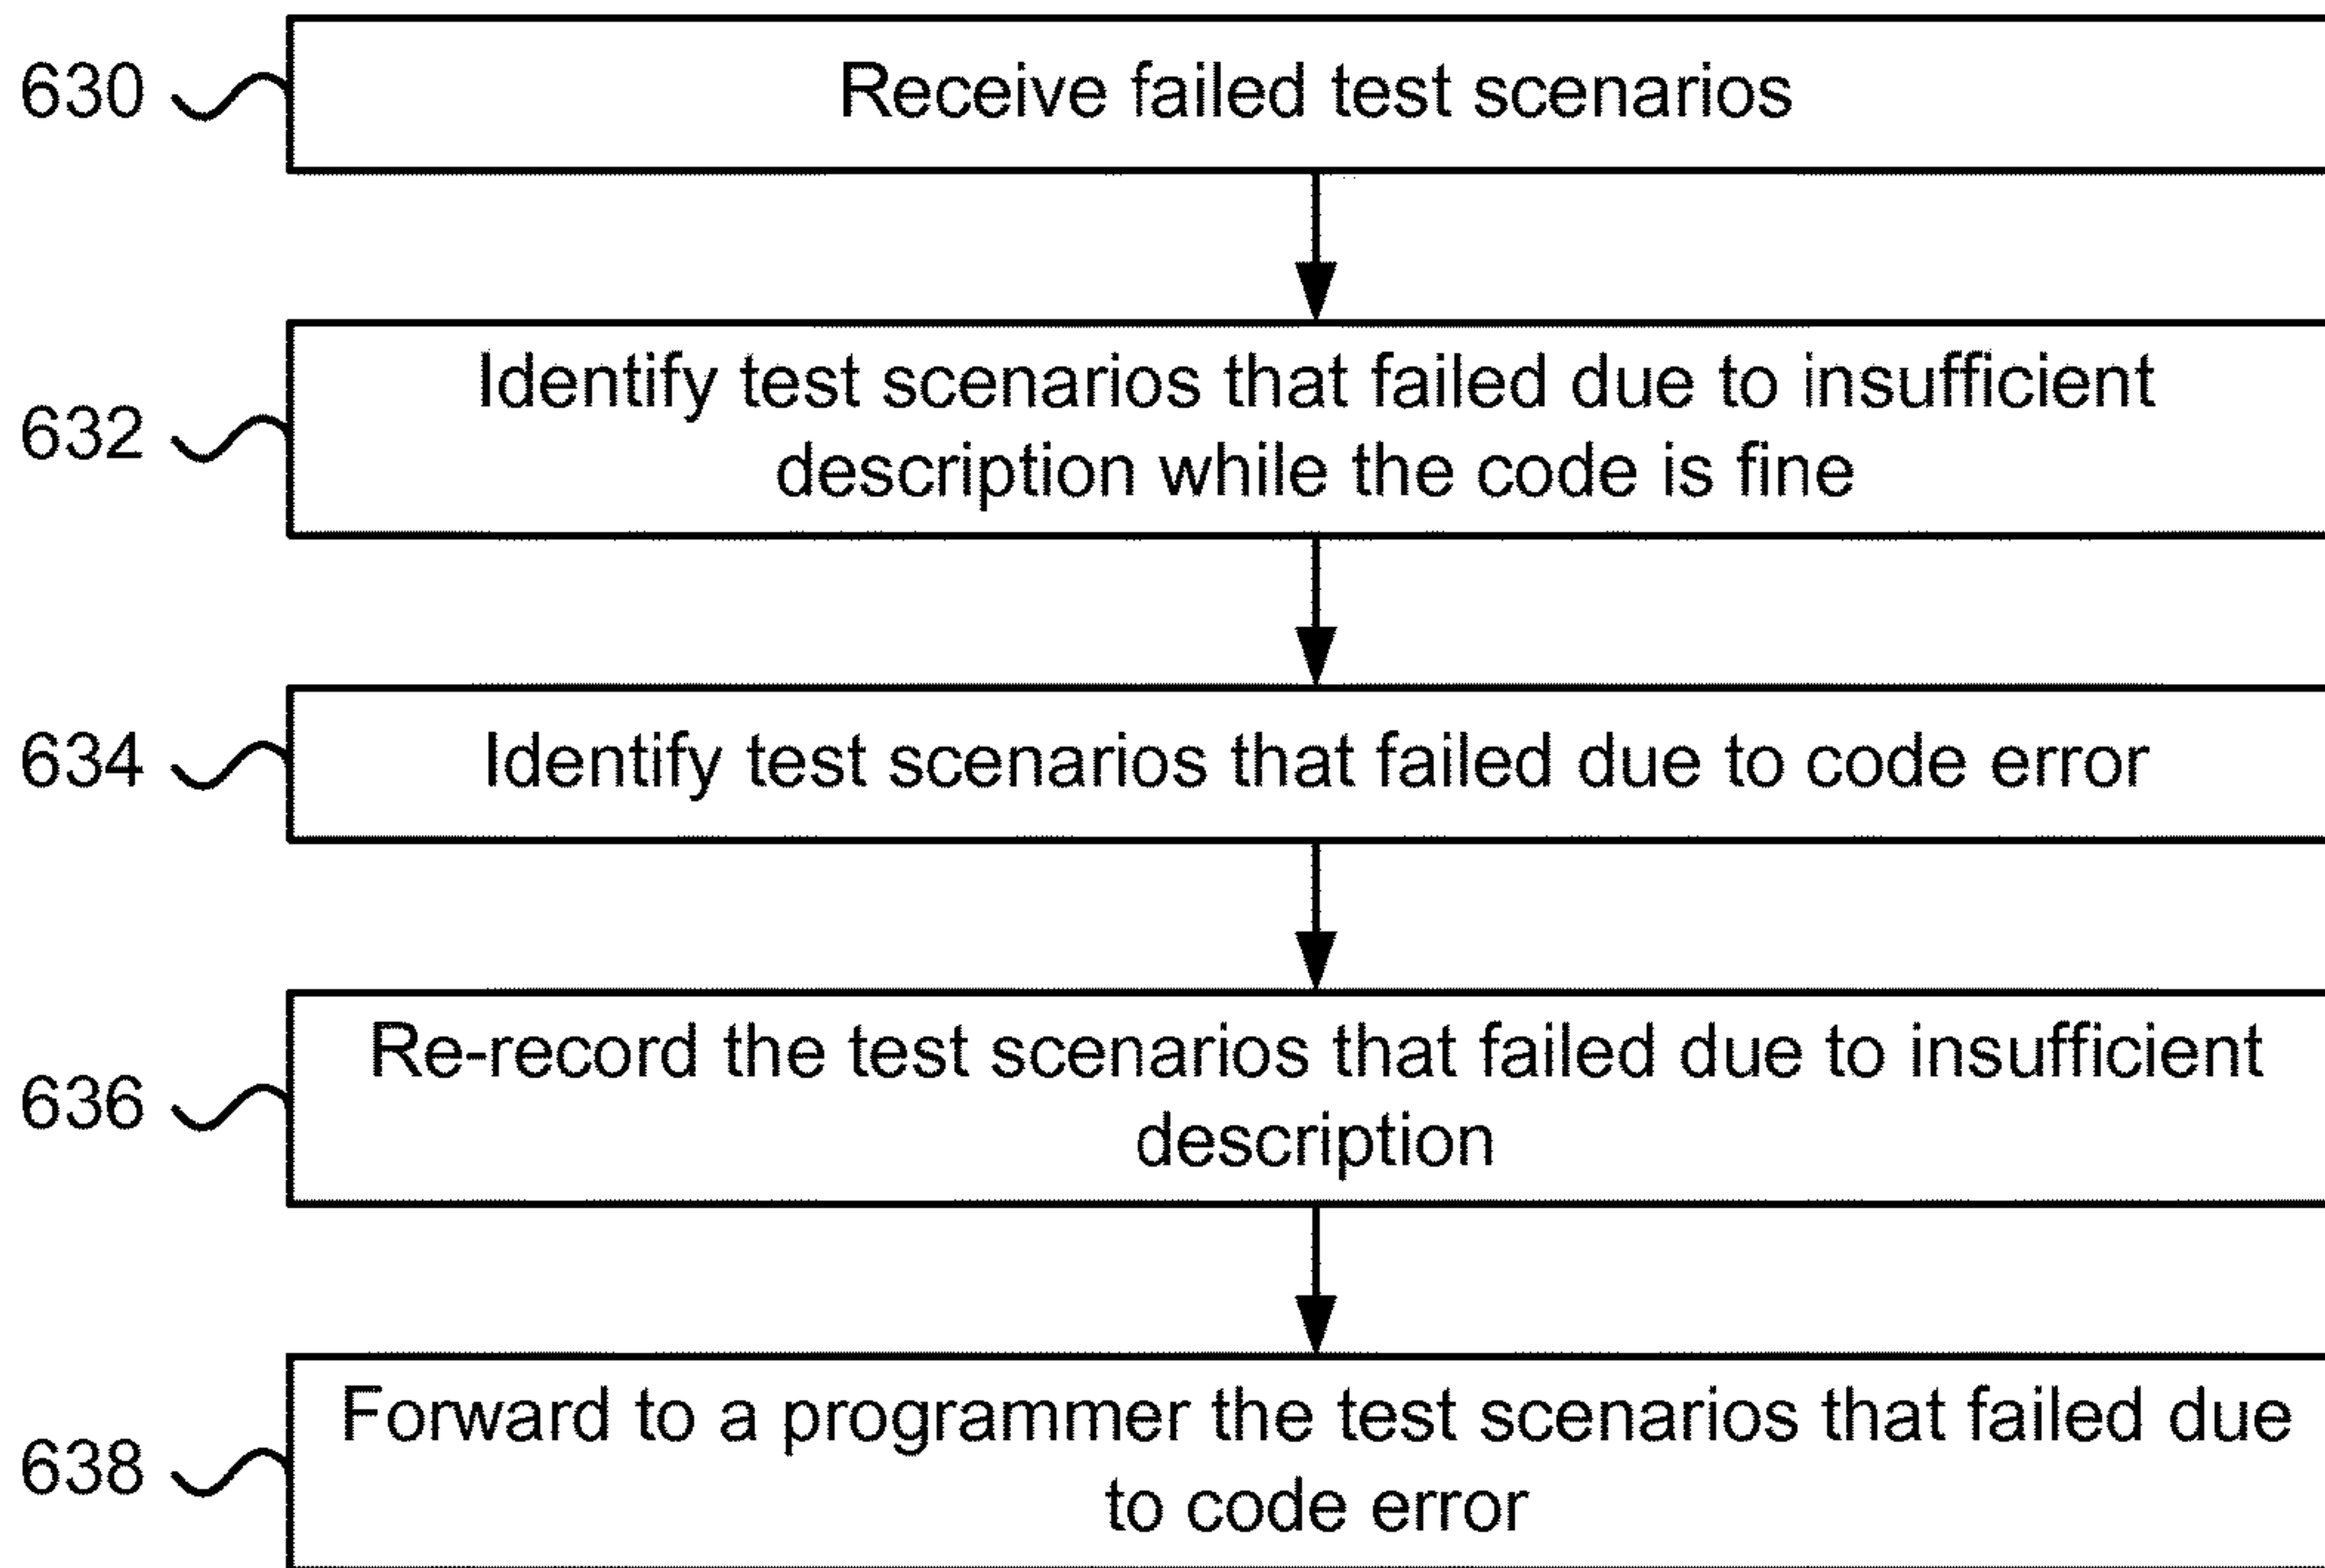 630
Receive failed test scenarios
632
Identify test scenarios that failed due to insufficient
description while the code is fine
634
Identify test scenarios that failed due to code error
636
Re-record the test scenarios that failed due to insufficient
description
638
Forward to a programmer the test scenarios that failed due
to code error